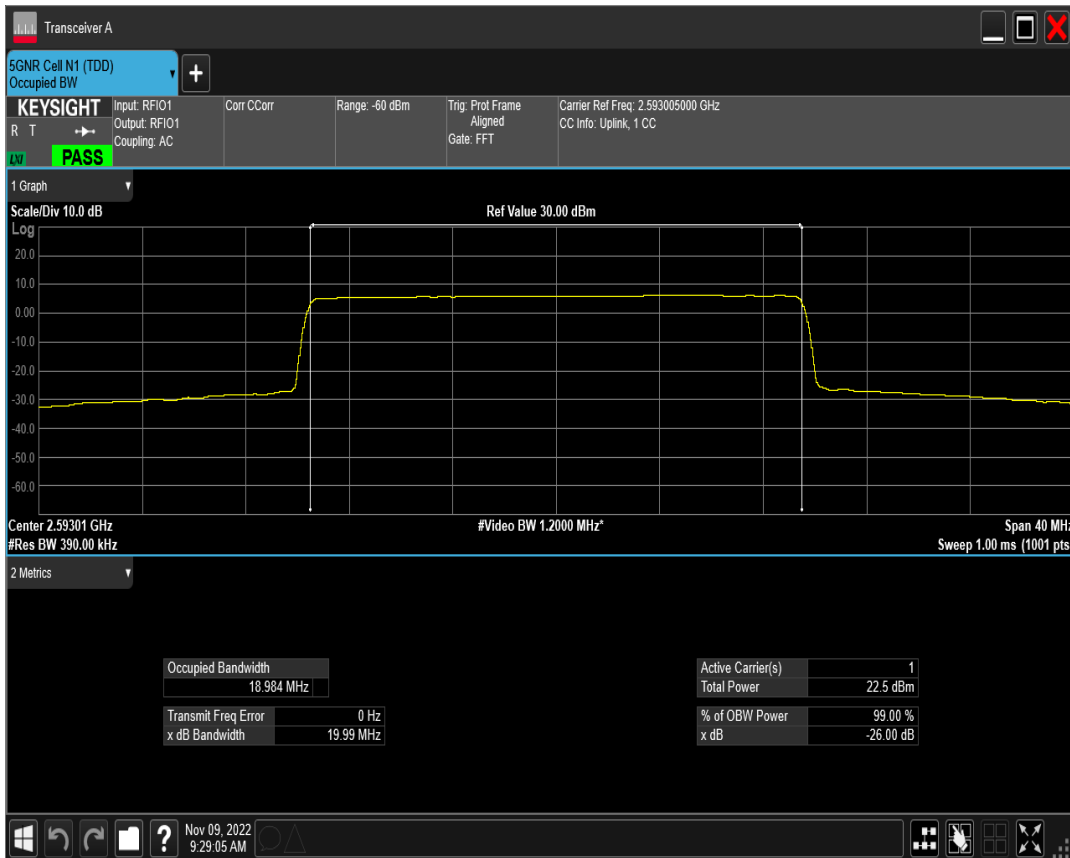 Transceiver A
5GNR Cell N1 (TDD)
Occupied BW
+
KEYSIGHT
R T
LXI
PASS
Input: RFIO1
Output: RFIO1
Coupling: AC
Corr CCorr
Range: -60 dBm
Trig: Prot Frame
Aligned
Gate: FFT
Carrier Ref Freq: 2.593005000 GHz
CC Info: Uplink, 1 CC
1 Graph
Scale/Div 10.0 dB
Ref Value 30.00 dBm
Log
20.0
10.0
0.00
-10.0
-20.0
-30.0
-40.0
-50.0
-60.0
Center 2.59301 GHz
#Video BW 1.2000 MHz*
Span 40 MHz
#Res BW 390.00 kHz
Sweep 1.00 ms (1001 pts
2 Metrics
Occupied Bandwidth
18.984 MHz
Transmit Freq Error 0 Hz
x dB Bandwidth 19.99 MHz
Active Carrier(s) 1
Total Power 22.5 dBm
% of OBW Power 99.00 %
x dB -26.00 dB
?
Nov 09, 2022
9:29:05 AM